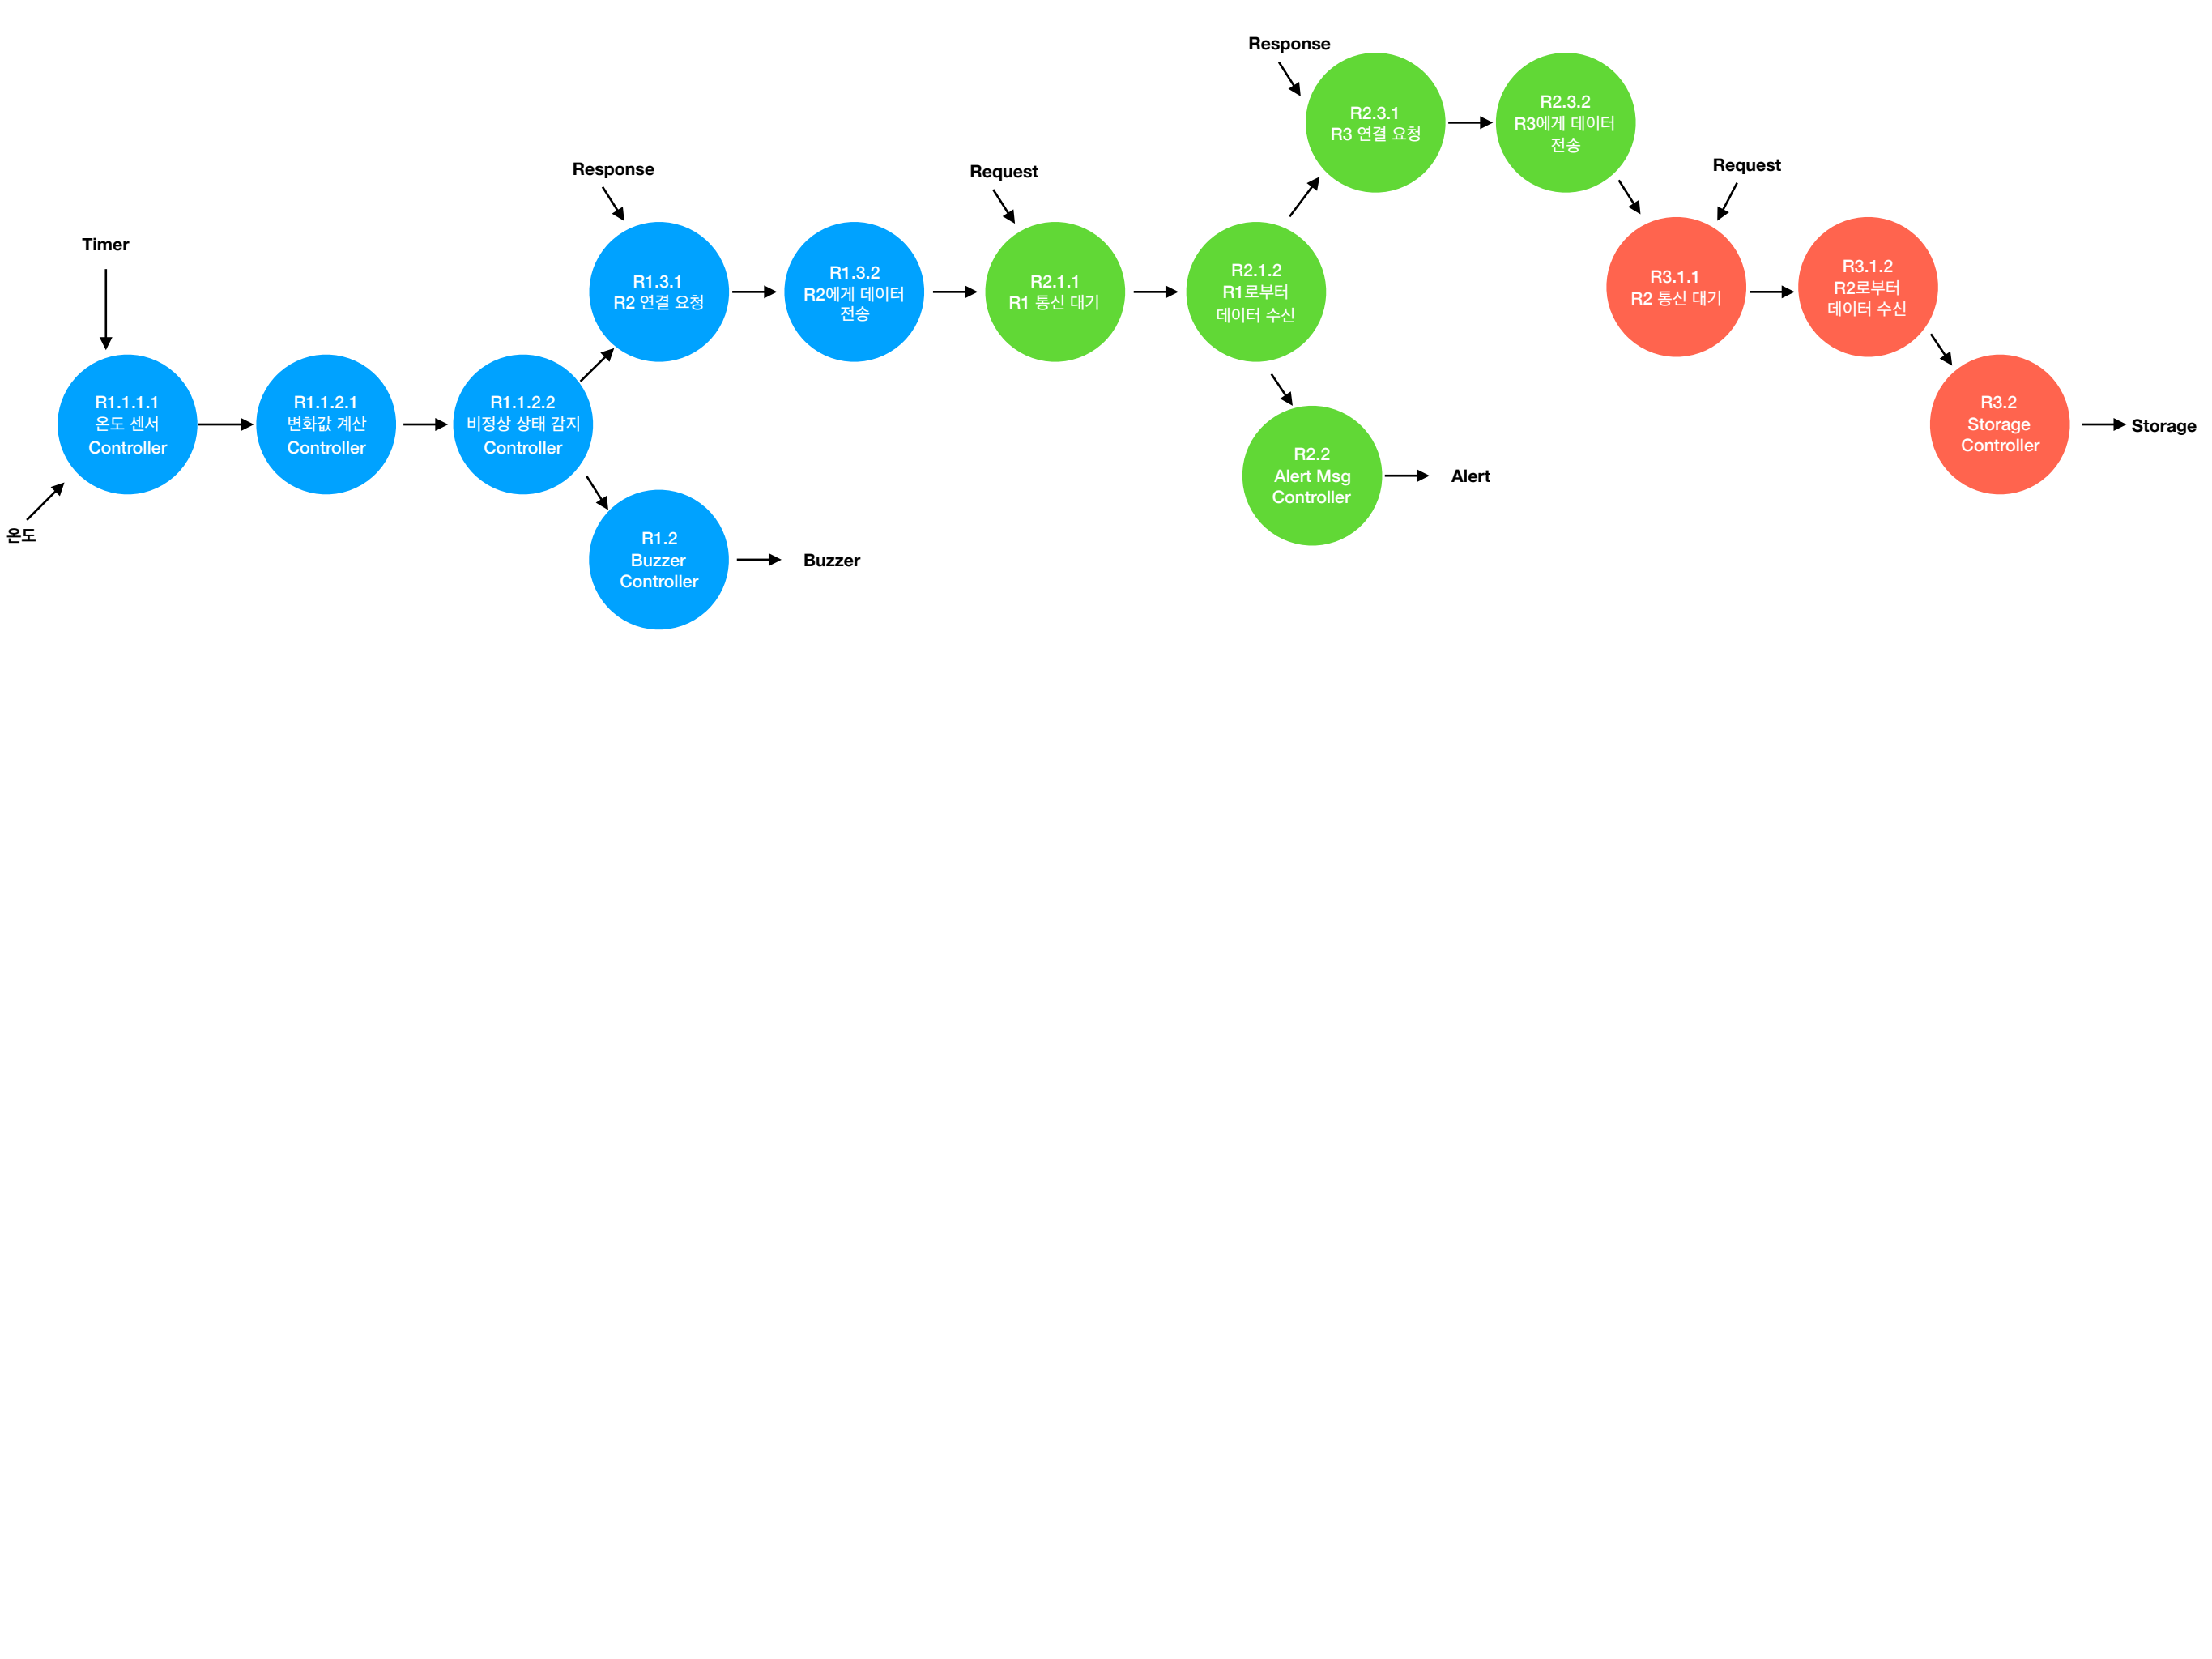 Response
R2.3.1
R3 연결 요청
R2.3.2
R3에게 데이터
전송
Response
Request
Request
Timer
R1.3.1
R2 연결 요청
R1.3.2
R2에게 데이터
전송
R2.1.1
R1 통신 대기
R2.1.2
R1로부터
데이터 수신
R3.1.1
R2 통신 대기
R3.1.2
R2로부터
데이터 수신
R1.1.1.1
온도 센서
Controller
R1.1.2.1
변화값 계산
Controller
R1.1.2.2
비정상 상태 감지
Controller
R3.2
Storage
Controller
Storage
R2.2
Alert Msg
Controller
Alert
온도
R1.2
Buzzer
Controller
Buzzer